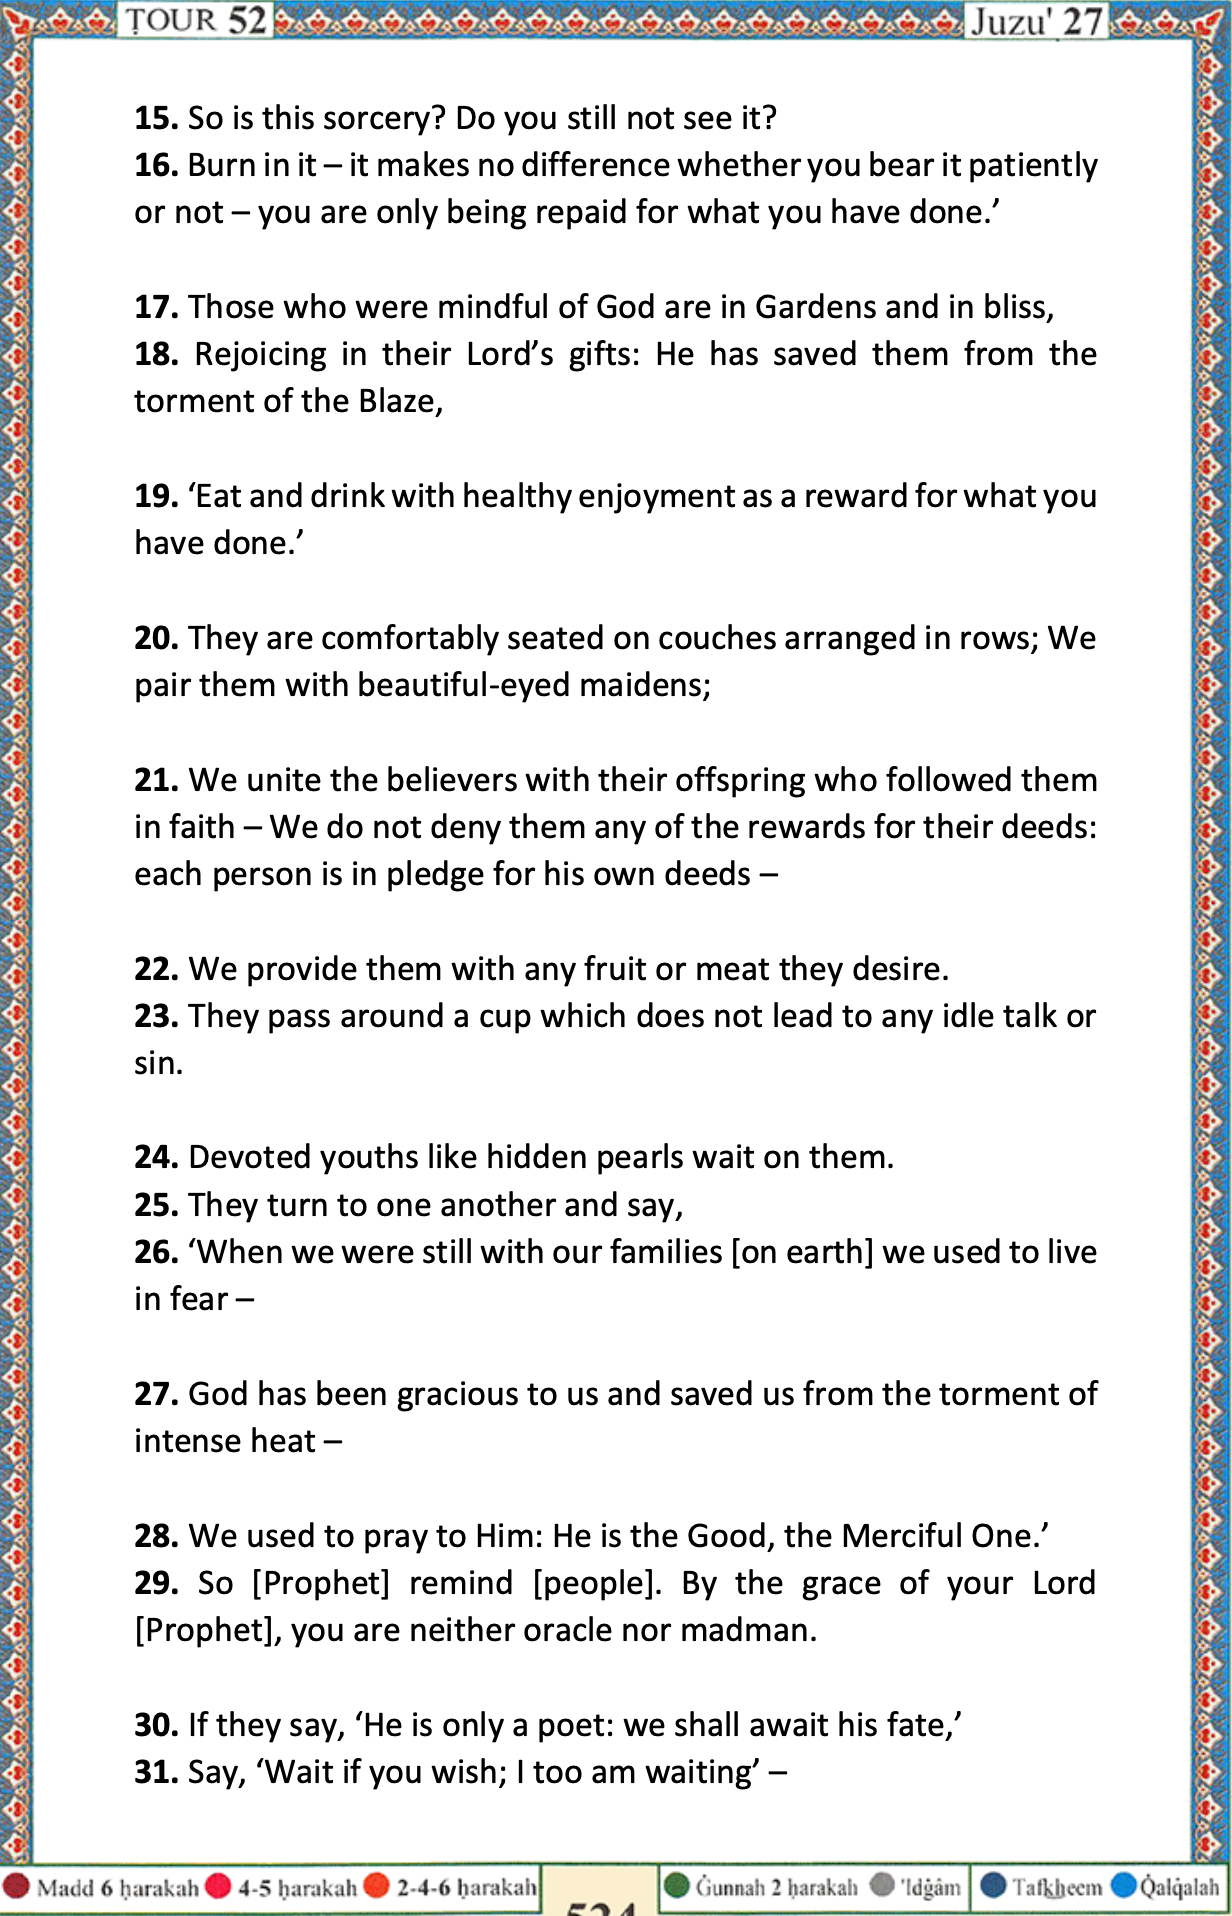 ṬOUR 52
Juzu' 27
15. So is this sorcery? Do you still not see it?
16. Burn in it – it makes no difference whether you bear it patiently
or not – you are only being repaid for what you have done.’
17. Those who were mindful of God are in Gardens and in bliss,
18. Rejoicing in their Lord’s gifts: He has saved them from the
torment of the Blaze,
19. ‘Eat and drink with healthy enjoyment as a reward for what you
have done.’
20. They are comfortably seated on couches arranged in rows; We
pair them with beautiful-eyed maidens;
21. We unite the believers with their offspring who followed them
in faith – We do not deny them any of the rewards for their deeds:
each person is in pledge for his own deeds –
22. We provide them with any fruit or meat they desire.
23. They pass around a cup which does not lead to any idle talk or
sin.
24. Devoted youths like hidden pearls wait on them.
25. They turn to one another and say,
26. ‘When we were still with our families [on earth] we used to live
in fear –
27. God has been gracious to us and saved us from the torment of
intense heat –
28. We used to pray to Him: He is the Good, the Merciful One.’
29. So [Prophet] remind [people]. By the grace of your Lord
[Prophet], you are neither oracle nor madman.
30. If they say, ‘He is only a poet: we shall await his fate,’
31. Say, ‘Wait if you wish; I too am waiting’ –
Madd 6 ḥarakah 4-5 ḥarakah 2-4-6 ḥarakah 524 Ġunnah 2 ḥarakah 'Idġâm Tafkheem Q̇alq̇alah